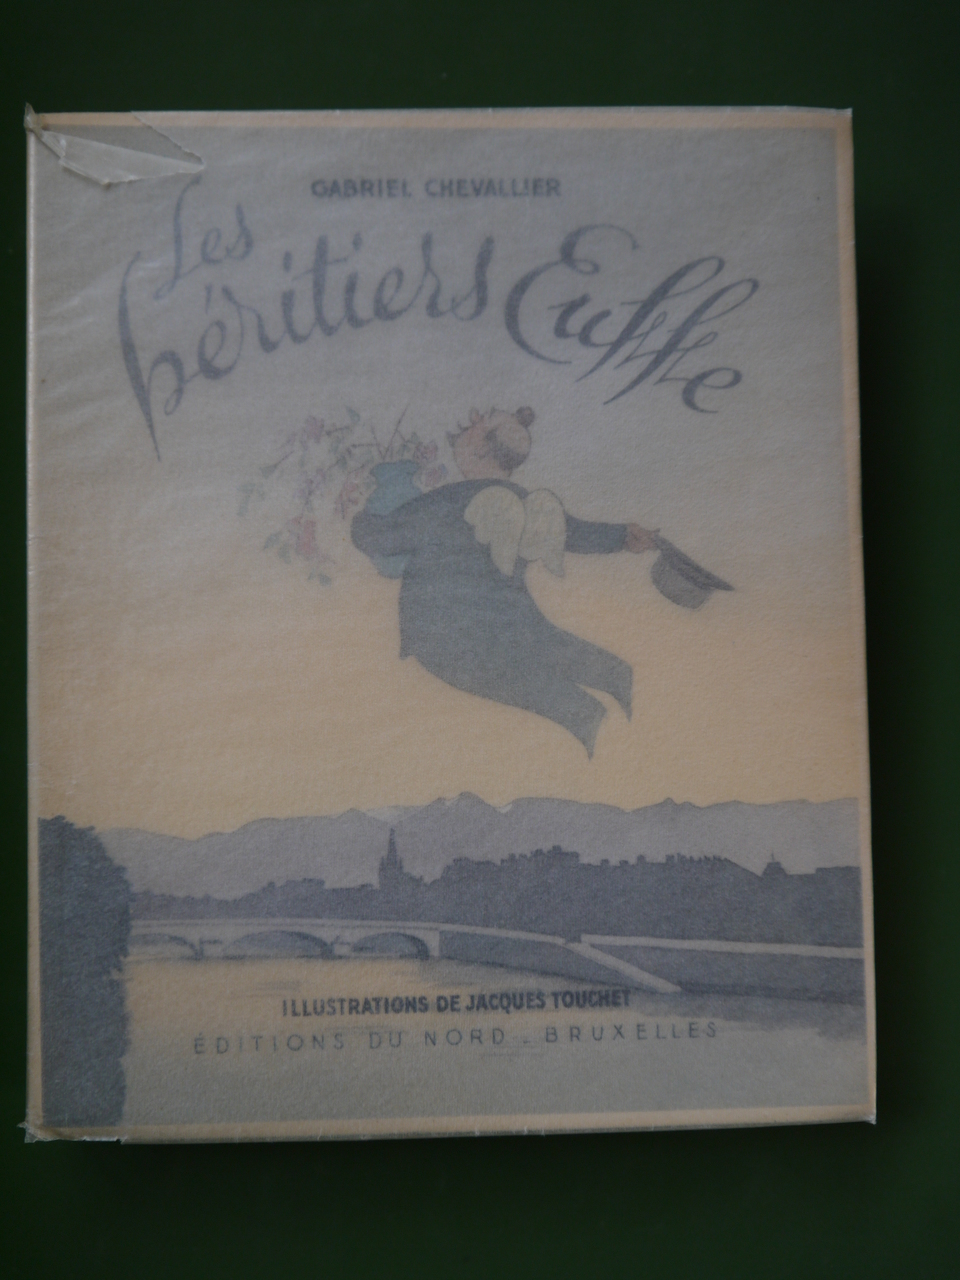 GABRIEL CHEVALLIER
Les
héritiers Euffe
ILLUSTRATIONS DE JACQUES TOUCHET
ÉDITIONS DU NORD - BRUXELLES